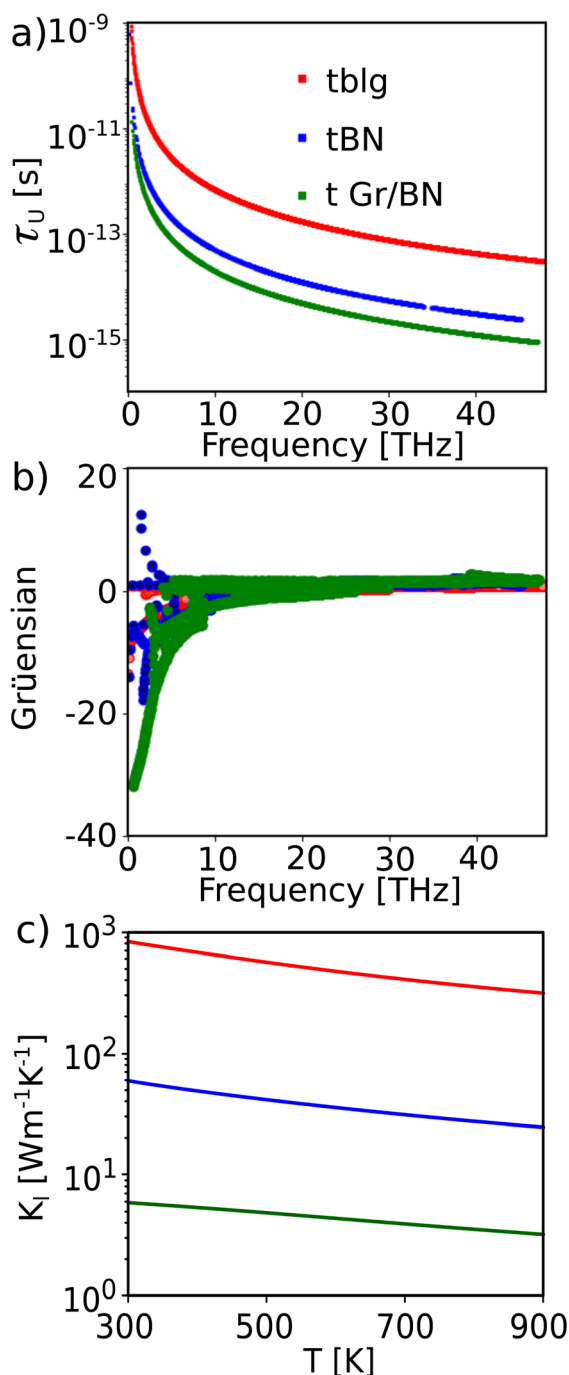 a)
10^-9
10^-11
10^-13
10^-15
τ_U [s]
tblg
tBN
t Gr/BN
0 10 20 30 40
Frequency [THz]
b)
20
0
-20
-40
Grüensian
0 10 20 30 40
Frequency [THz]
c)
10^3
10^2
10^1
10^0
K_l [Wm^-1K^-1]
300 500 700 900
T [K]